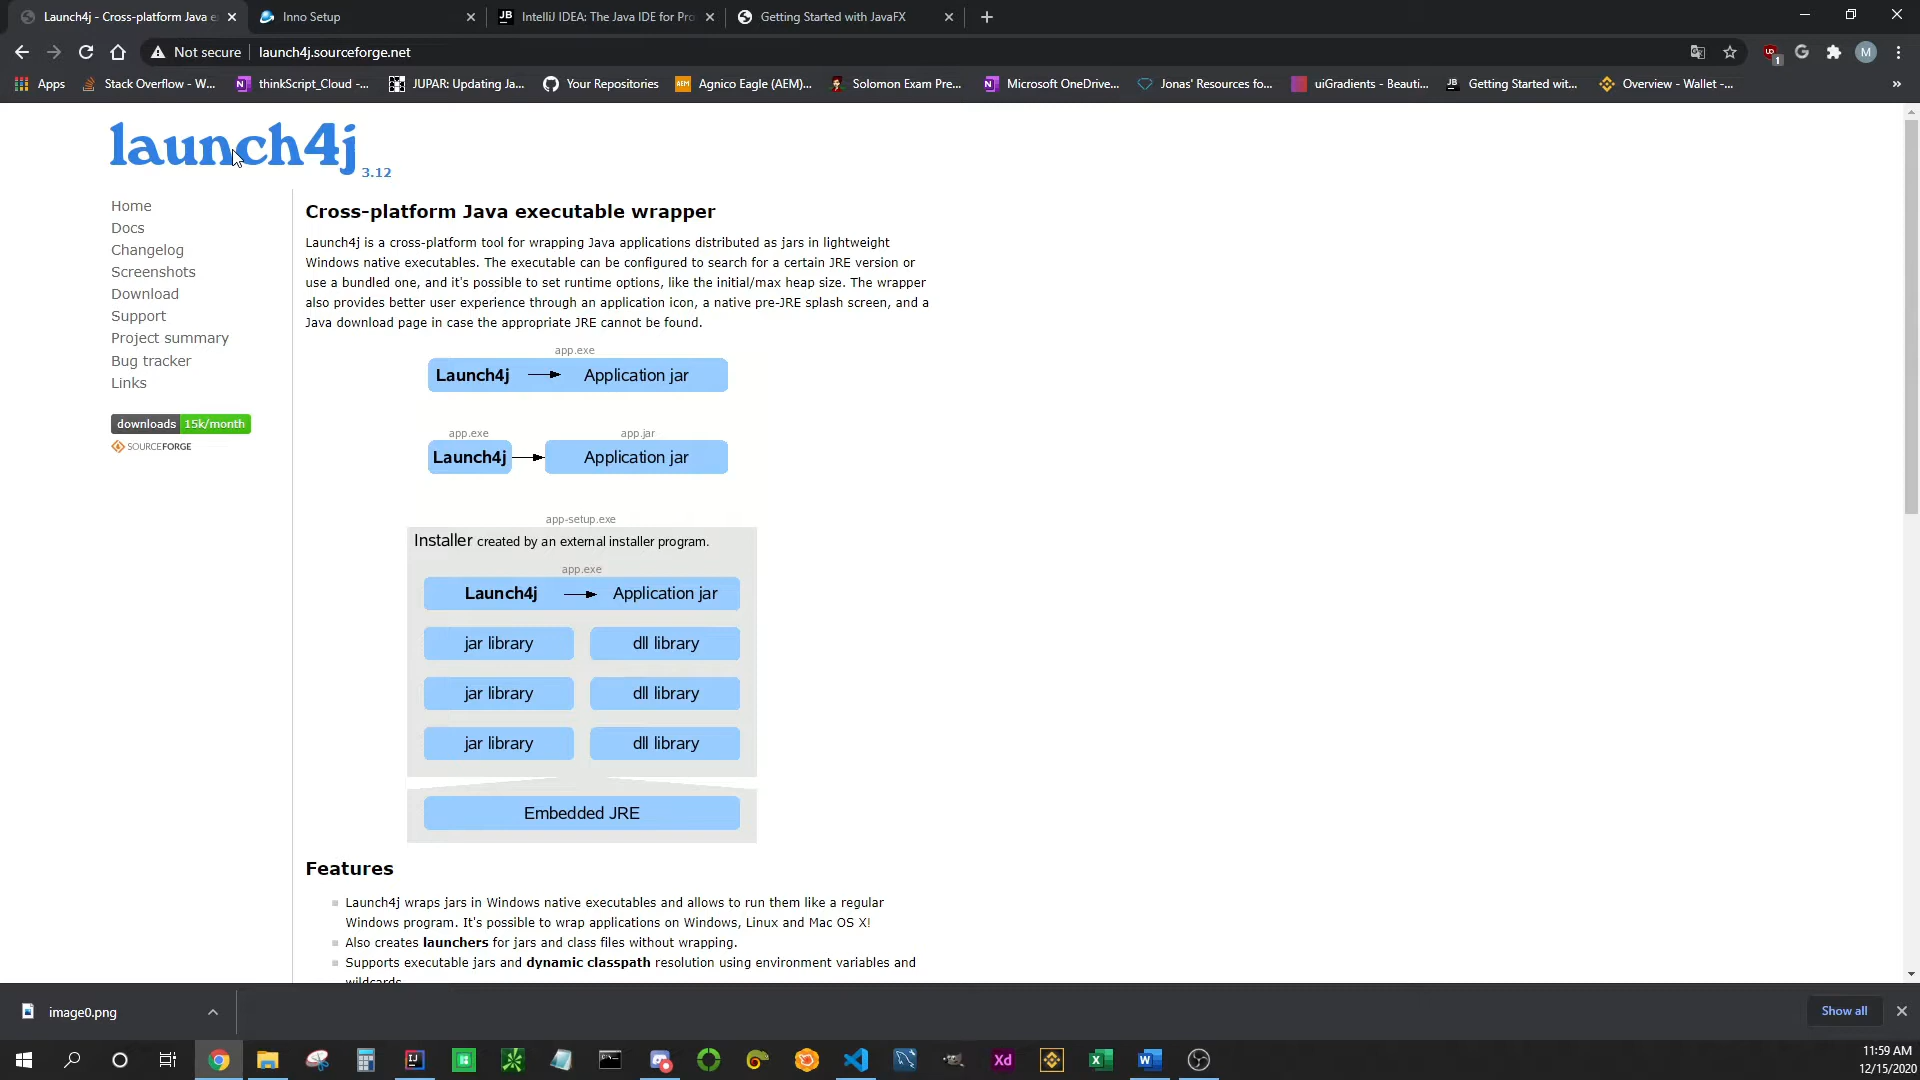 Launch4j - Cross-platform Java e
Inno Setup
JB IntelliJ IDEA: The Java IDE for Pro
Getting Started with JavaFX
Not secure
launch4j.sourceforge.net
1
G
M
Apps
Stack Overflow - W...
thinkScript_Cloud -...
JUPAR: Updating Ja...
Your Repositories
AEM Agnico Eagle (AEM)...
Solomon Exam Pre...
Microsoft OneDrive...
Jonas' Resources fo...
uiGradients - Beauti...
JB Getting Started wit...
Overview - Wallet -...
»
launch4j 3.12
Home
Docs
Changelog
Screenshots
Download
Support
Project summary
Bug tracker
Links
downloads 15k/month
SOURCEFORGE
Cross-platform Java executable wrapper
Launch4j is a cross-platform tool for wrapping Java applications distributed as jars in lightweight
Windows native executables. The executable can be configured to search for a certain JRE version or
use a bundled one, and it's possible to set runtime options, like the initial/max heap size. The wrapper
also provides better user experience through an application icon, a native pre-JRE splash screen, and a
Java download page in case the appropriate JRE cannot be found.
app.exe
Launch4j Application jar
app.exe app.jar
Launch4j Application jar
app-setup.exe
Installer created by an external installer program.
app.exe
Launch4j Application jar
jar library dll library
jar library dll library
jar library dll library
Embedded JRE
Features
Launch4j wraps jars in Windows native executables and allows to run them like a regular
Windows program. It's possible to wrap applications on Windows, Linux and Mac OS X!
Also creates launchers for jars and class files without wrapping.
Supports executable jars and dynamic classpath resolution using environment variables and
wildcards
image0.png
Show all
Xd
11:59 AM
12/15/2020